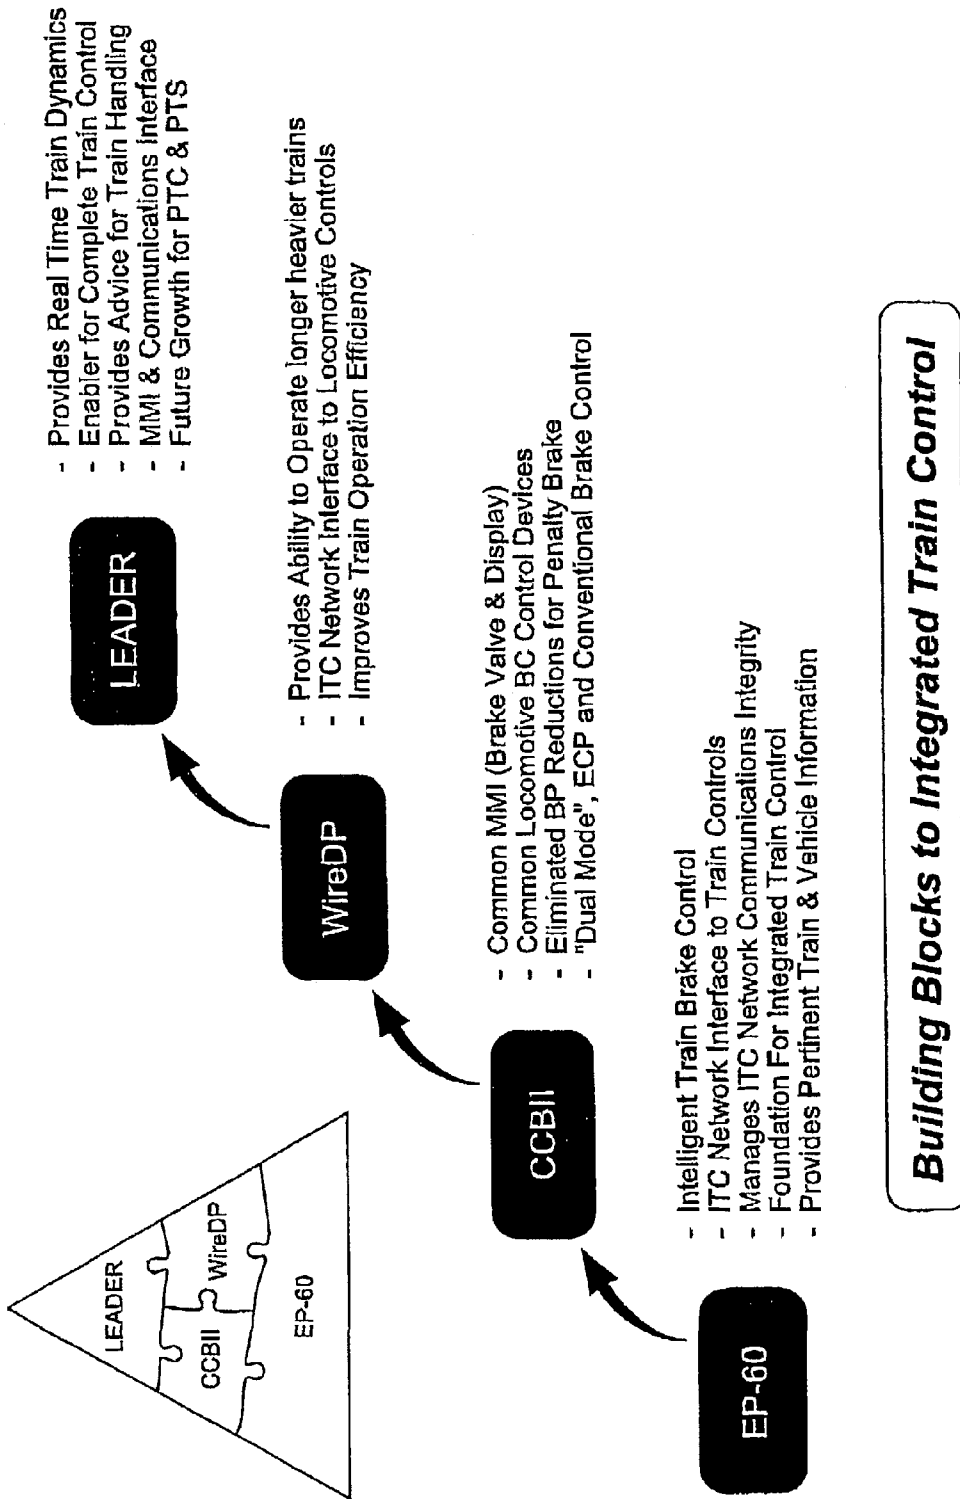 LEADER
CCBII
WireDP
EP-60
LEADER
- Provides Real Time Train Dynamics
- Enabler for Complete Train Control
- Provides Advice for Train Handling
- MMI & Communications Interface
- Future Growth for PTC & PTS
WireDP
- Provides Ability to Operate longer heavier trains
- ITC Network Interface to Locomotive Controls
- Improves Train Operation Efficiency
CCBII
- Common MMI (Brake Valve & Display)
- Common Locomotive BC Control Devices
- Eliminated BP Reductions for Penalty Brake
- "Dual Mode", ECP and Conventional Brake Control
EP-60
- Intelligent Train Brake Control
- ITC Network Interface to Train Controls
- Manages ITC Network Communications Integrity
- Foundation For Integrated Train Control
- Provides Pertinent Train & Vehicle Information
Building Blocks to Integrated Train Control